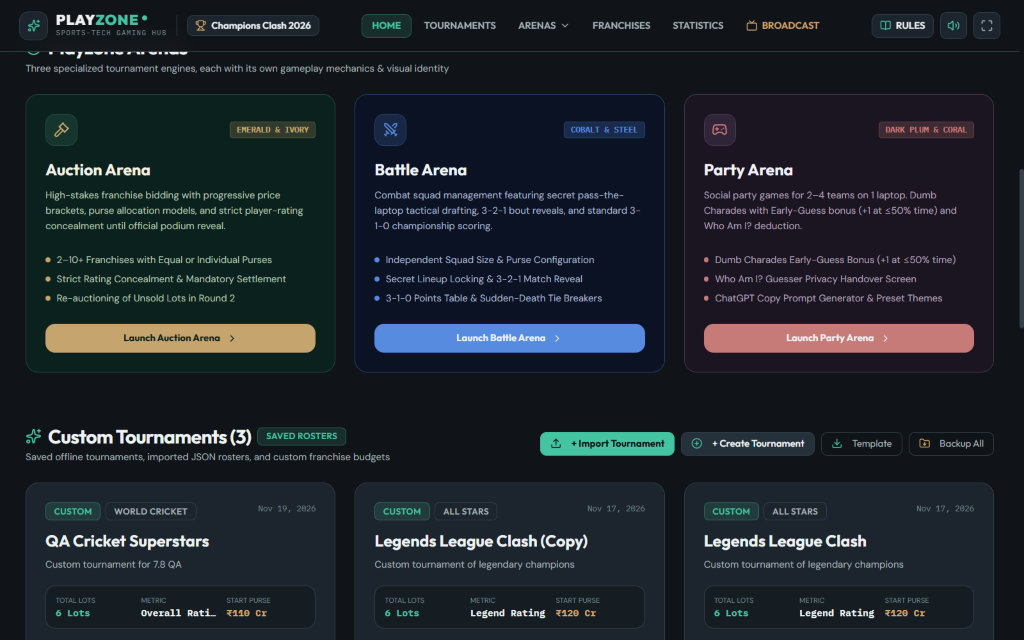 PLAYZONE
SPORTS-TECH GAMING HUB
Champions Clash 2026
HOME
TOURNAMENTS
ARENAS
FRANCHISES
STATISTICS
BROADCAST
RULES
Playzone Arenas
Three specialized tournament engines, each with its own gameplay mechanics & visual identity
EMERALD & IVORY
Auction Arena
High-stakes franchise bidding with progressive price
brackets, purse allocation models, and strict player-rating
concealment until official podium reveal.
2–10+ Franchises with Equal or Individual Purses
Strict Rating Concealment & Mandatory Settlement
Re-auctioning of Unsold Lots in Round 2
Launch Auction Arena
COBALT & STEEL
Battle Arena
Combat squad management featuring secret pass-the-
laptop tactical drafting, 3-2-1 bout reveals, and standard 3-
1-0 championship scoring.
Independent Squad Size & Purse Configuration
Secret Lineup Locking & 3-2-1 Match Reveal
3-1-0 Points Table & Sudden-Death Tie Breakers
Launch Battle Arena
DARK PLUM & CORAL
Party Arena
Social party games for 2–4 teams on 1 laptop. Dumb
Charades with Early-Guess bonus (+1 at ≤50% time) and
Who Am I? deduction.
Dumb Charades Early-Guess Bonus (+1 at ≤50% time)
Who Am I? Guesser Privacy Handover Screen
ChatGPT Copy Prompt Generator & Preset Themes
Launch Party Arena
Custom Tournaments (3)
SAVED ROSTERS
Saved offline tournaments, imported JSON rosters, and custom franchise budgets
+ Import Tournament
+ Create Tournament
Template
Backup All
CUSTOM
WORLD CRICKET
Nov 19, 2026
QA Cricket Superstars
Custom tournament for 7.8 QA
TOTAL LOTS
METRIC
START PURSE
6 Lots
Overall Rati…
₹110 Cr
CUSTOM
ALL STARS
Nov 17, 2026
Legends League Clash (Copy)
Custom tournament of legendary champions
TOTAL LOTS
METRIC
START PURSE
6 Lots
Legend Rating
₹120 Cr
CUSTOM
ALL STARS
Nov 17, 2026
Legends League Clash
Custom tournament of legendary champions
TOTAL LOTS
METRIC
START PURSE
6 Lots
Legend Rating
₹120 Cr